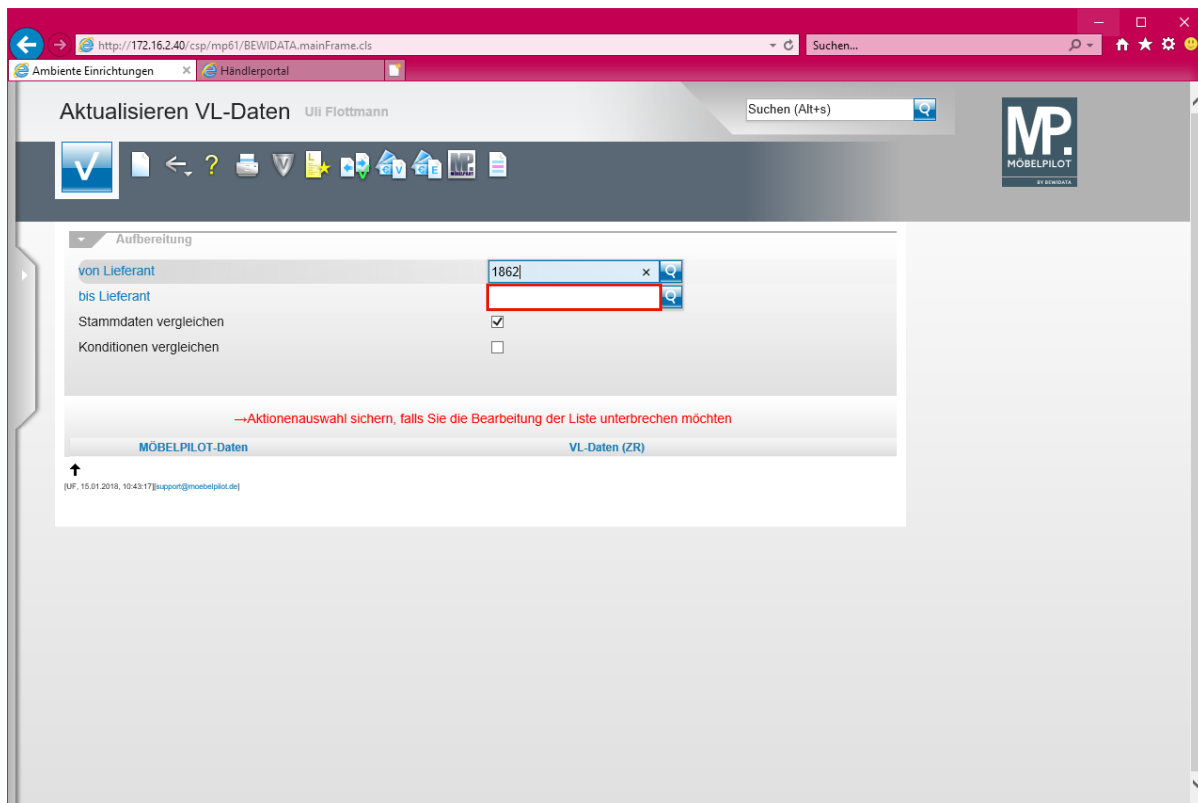 http://172.16.2.40/csp/mp61/BEWIDATA.mainFrame.cls
Suchen...
Ambiente Einrichtungen
Händlerportal
Aktualisieren VL-Daten Uli Flottmann
Suchen (Alt+s)
MP.
MÖBELPILOT
BY BEWIDATA
Aufbereitung
von Lieferant 1862
bis Lieferant
Stammdaten vergleichen
Konditionen vergleichen
→Aktionenauswahl sichern, falls Sie die Bearbeitung der Liste unterbrechen möchten
MÖBELPILOT-Daten VL-Daten (ZR)
[UF, 15.01.2018, 10:43:17][support@moebelpilot.de]